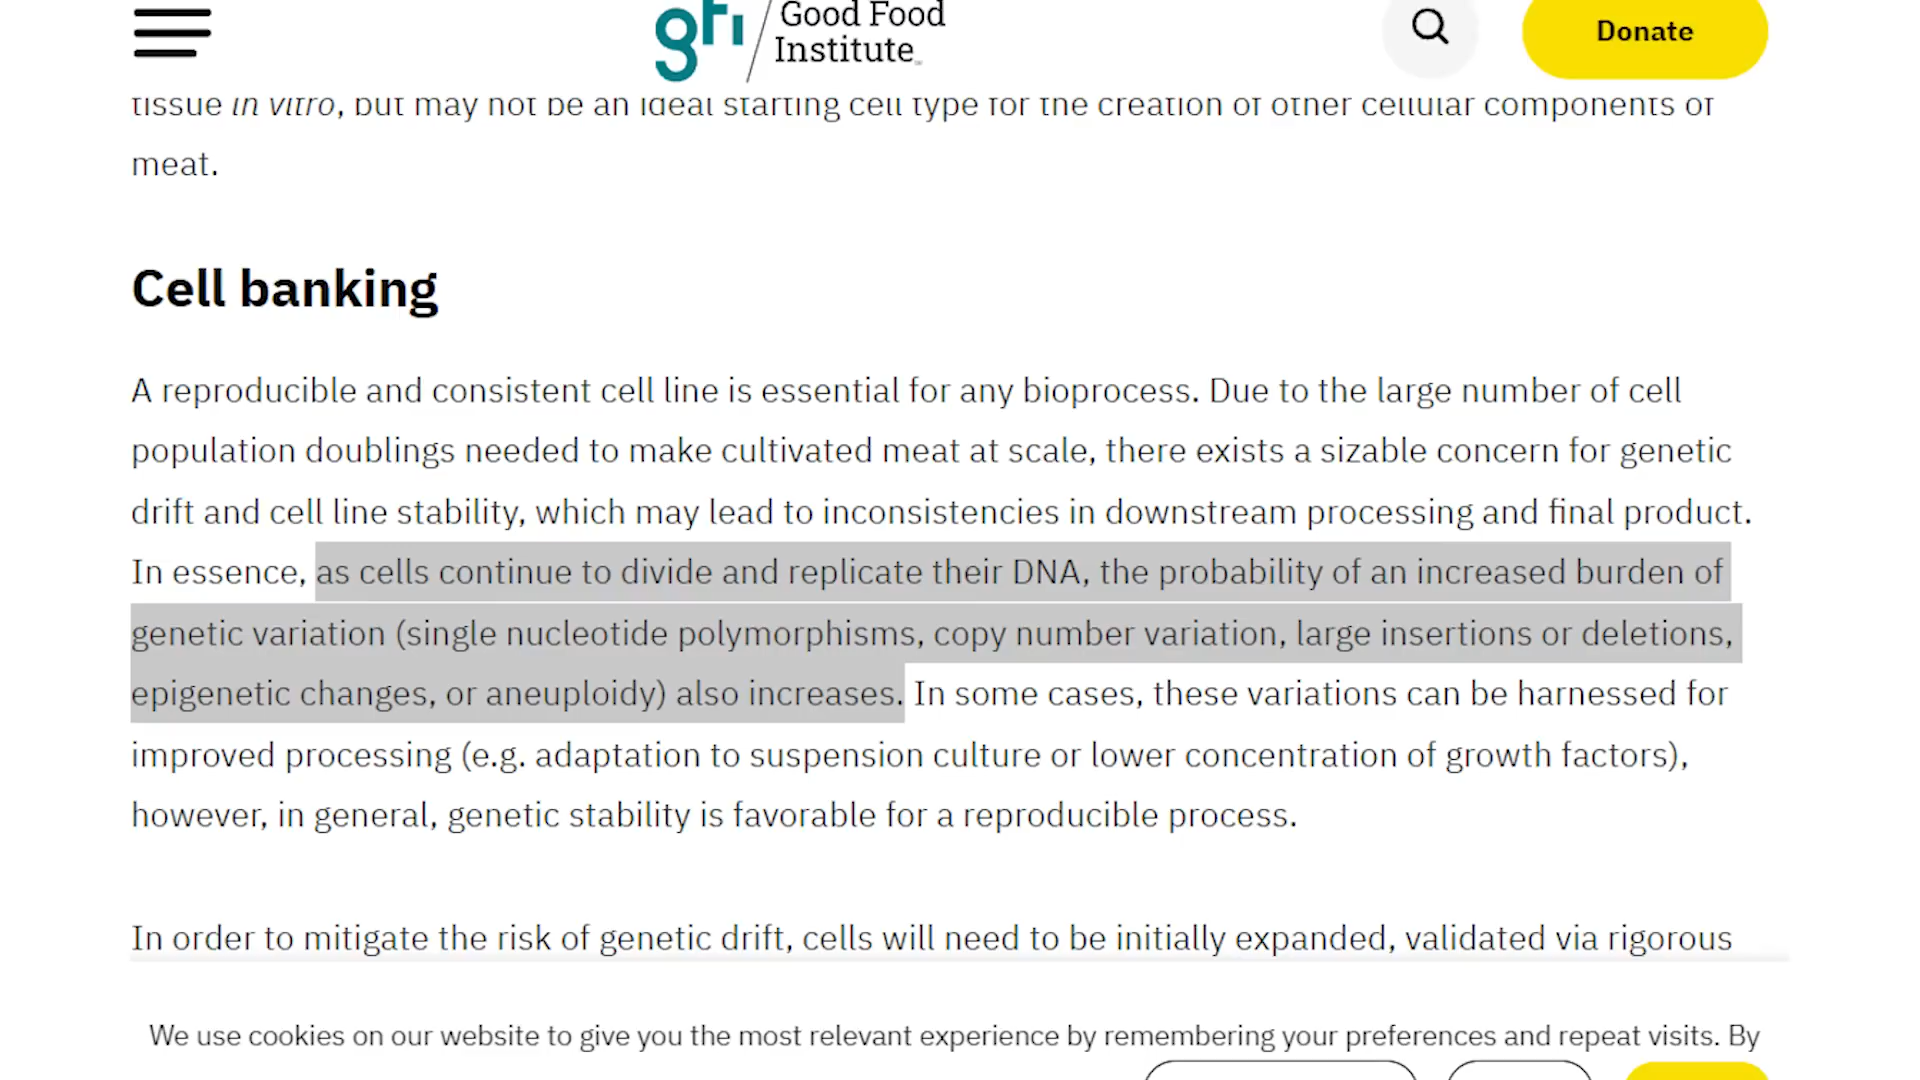 gfi / Good Food
Institute
Donate
tissue in vitro, but may not be an ideal starting cell type for the creation of other cellular components of
meat.
Cell banking
A reproducible and consistent cell line is essential for any bioprocess. Due to the large number of cell
population doublings needed to make cultivated meat at scale, there exists a sizable concern for genetic
drift and cell line stability, which may lead to inconsistencies in downstream processing and final product.
In essence, as cells continue to divide and replicate their DNA, the probability of an increased burden of
genetic variation (single nucleotide polymorphisms, copy number variation, large insertions or deletions,
epigenetic changes, or aneuploidy) also increases. In some cases, these variations can be harnessed for
improved processing (e.g. adaptation to suspension culture or lower concentration of growth factors),
however, in general, genetic stability is favorable for a reproducible process.
In order to mitigate the risk of genetic drift, cells will need to be initially expanded, validated via rigorous
We use cookies on our website to give you the most relevant experience by remembering your preferences and repeat visits. By